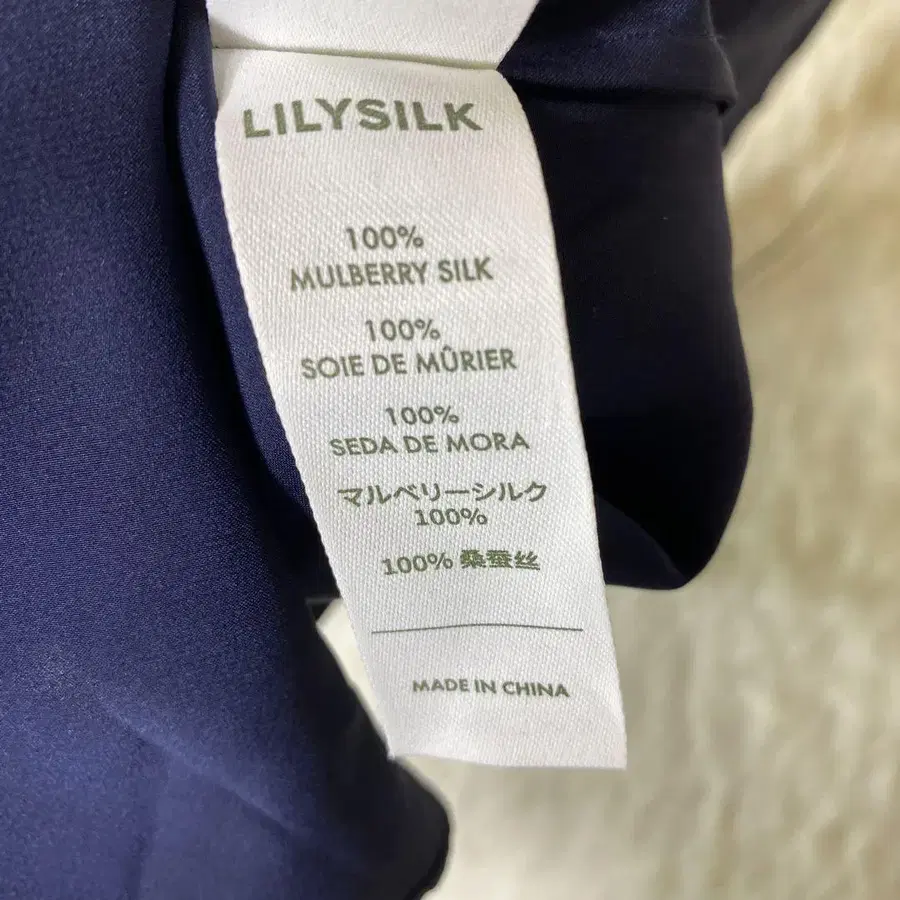 LILYSILK
100%
MULBERRY SILK
100%
SOIE DE MÛRIER
100%
SEDA DE MORA
マルベリーシルク
100%
100% 桑蚕丝
MADE IN CHINA